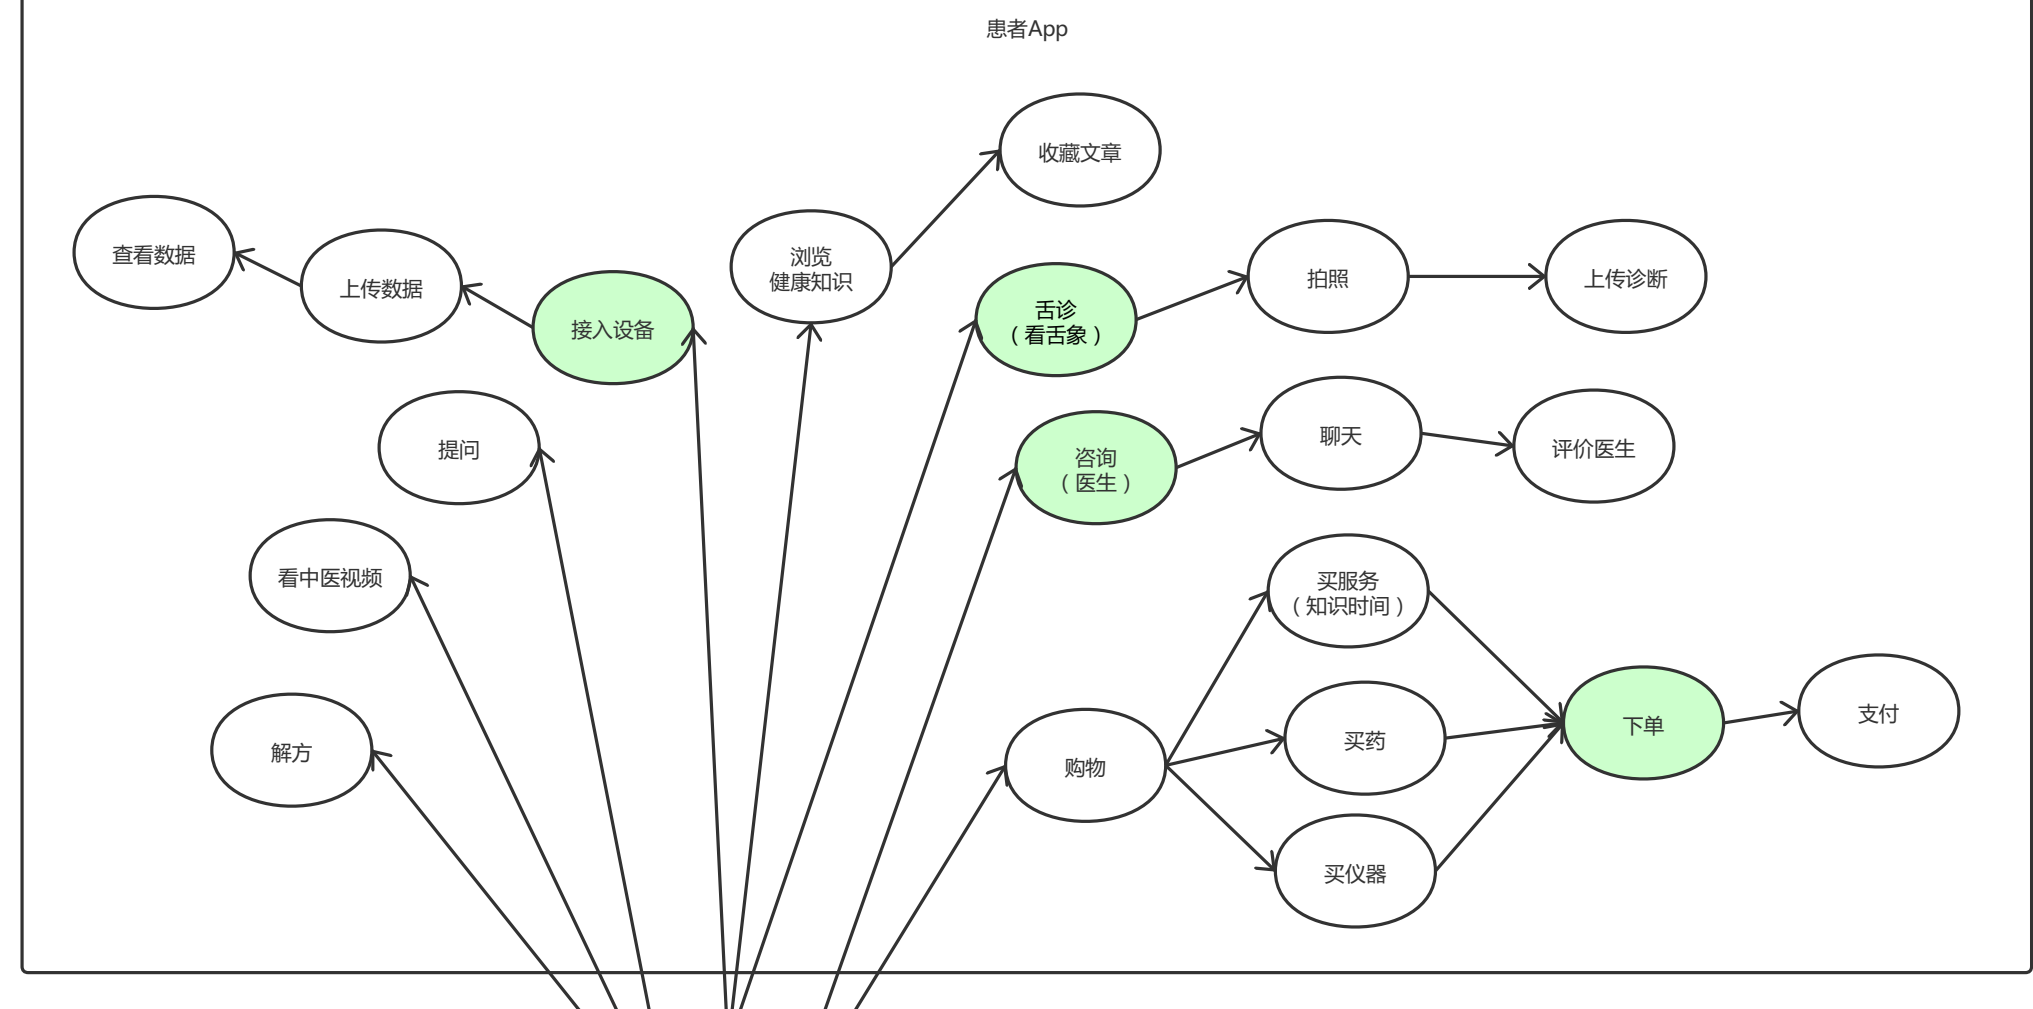 患者App
收藏文章
查看数据
上传数据
接入设备
浏览
健康知识
舌诊
（看舌象）
拍照
上传诊断
提问
咨询
（医生）
聊天
评价医生
看中医视频
买服务
（知识时间）
解方
购物
买药
下单
支付
买仪器